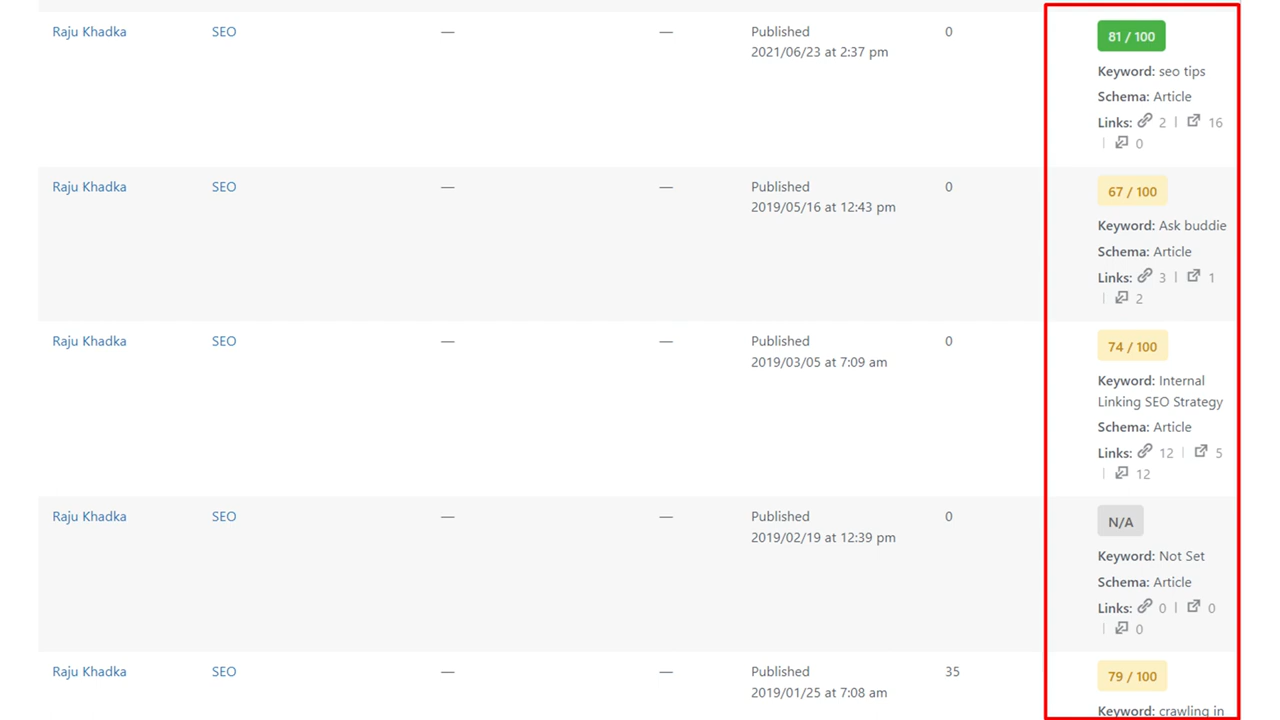 Raju Khadka SEO — — Published 0 81 / 100
2021/06/23 at 2:37 pm
Keyword: seo tips
Schema: Article
Links: 2 | 16
| 0
Raju Khadka SEO — — Published 0 67 / 100
2019/05/16 at 12:43 pm
Keyword: Ask buddie
Schema: Article
Links: 3 | 1
| 2
Raju Khadka SEO — — Published 0 74 / 100
2019/03/05 at 7:09 am
Keyword: Internal
Linking SEO Strategy
Schema: Article
Links: 12 | 5
| 12
Raju Khadka SEO — — Published 0 N/A
2019/02/19 at 12:39 pm
Keyword: Not Set
Schema: Article
Links: 0 | 0
| 0
Raju Khadka SEO — — Published 35 79 / 100
2019/01/25 at 7:08 am
Keyword: crawling in